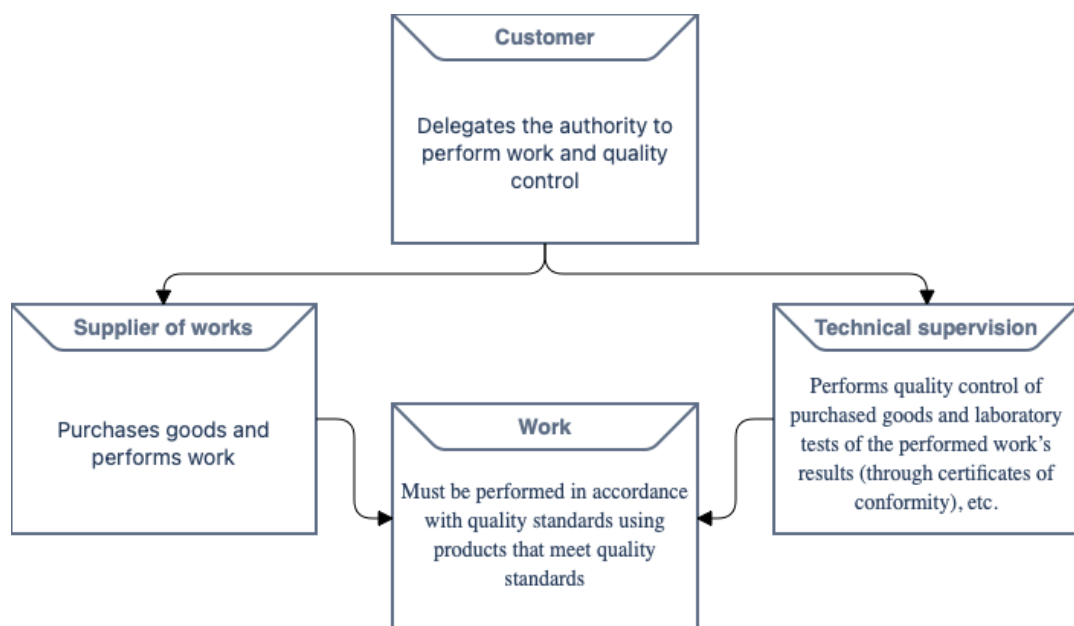 Customer
Delegates the authority to
perform work and quality
control
Supplier of works
Purchases goods and
performs work
Work
Must be performed in accordance
with quality standards using
products that meet quality
standards
Technical supervision
Performs quality control of
purchased goods and laboratory
tests of the performed work’s
results (through certificates of
conformity), etc.